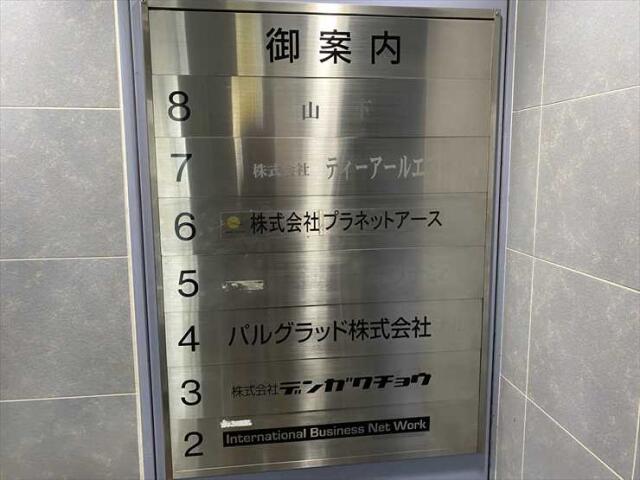 御案内
8 山下
7 株式会社 ティーアールエ
6 株式会社プラネットアース
5
4 パルグラッド株式会社
3 株式会社デンガクチョウ
2 International Business Net Work